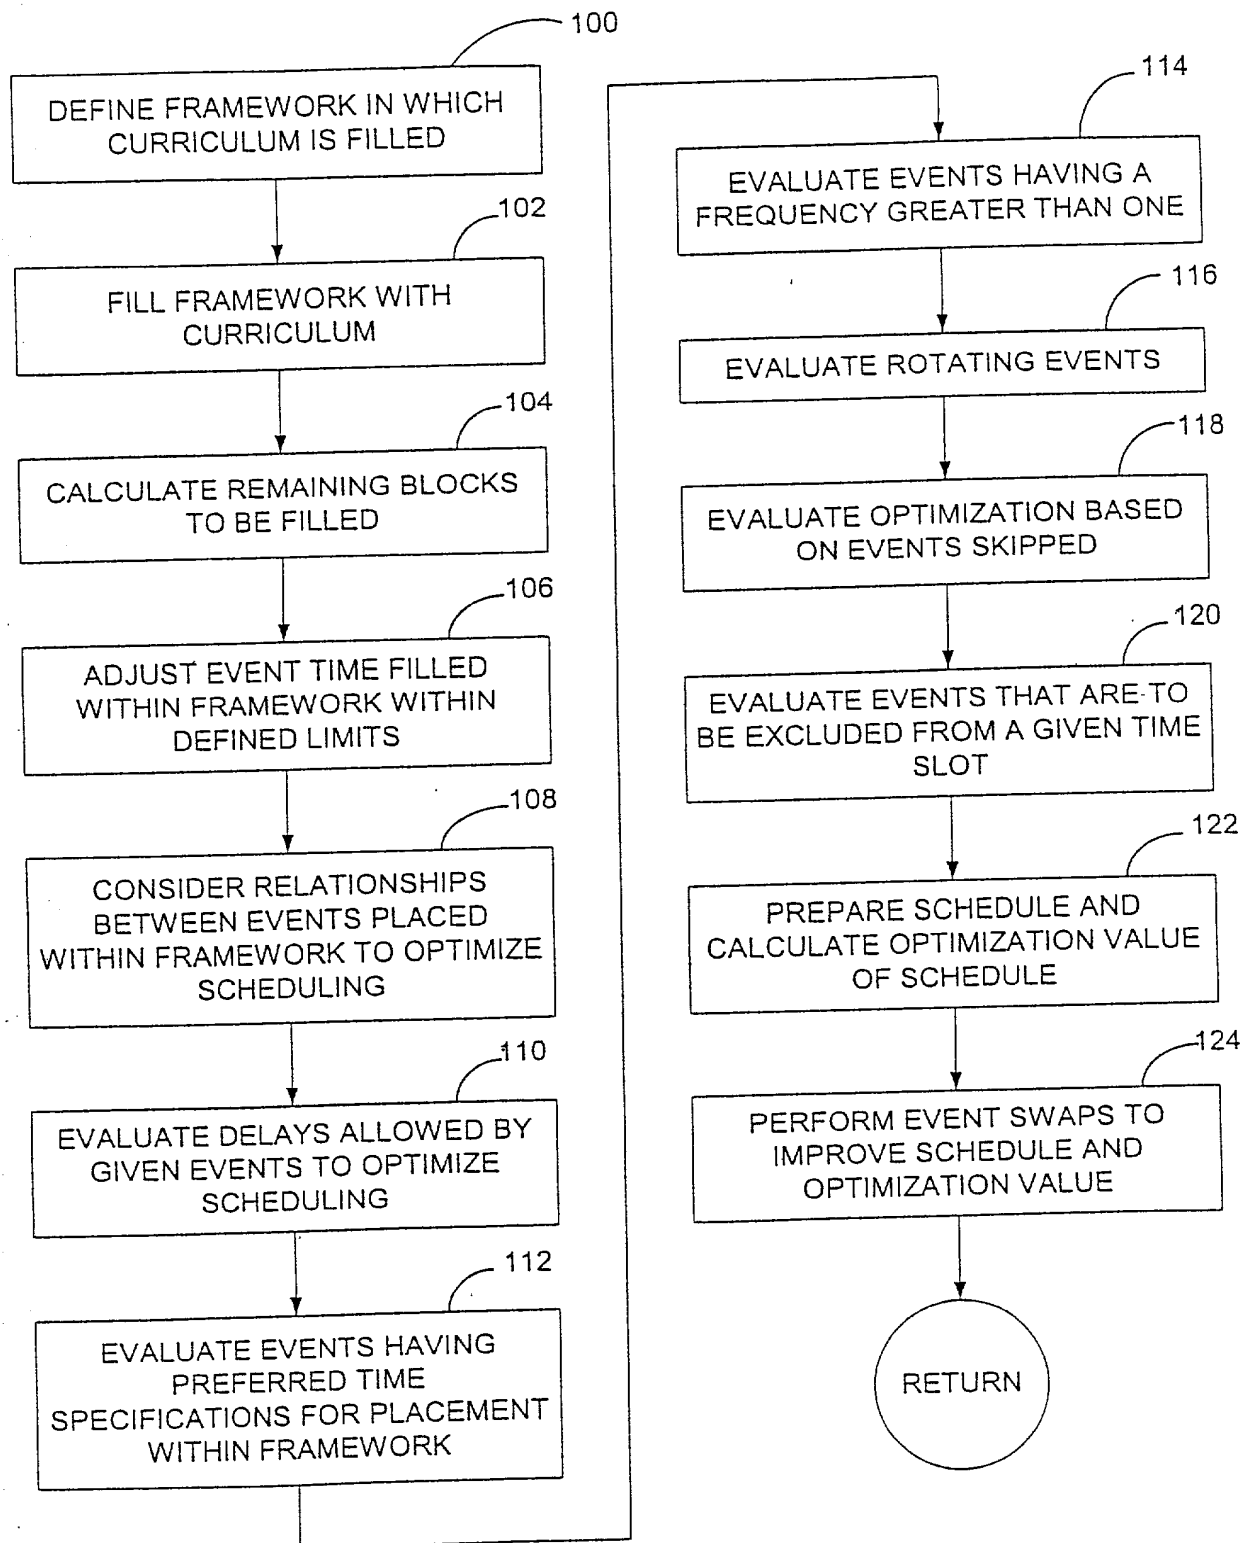 100
DEFINE FRAMEWORK IN WHICH
CURRICULUM IS FILLED
102
FILL FRAMEWORK WITH
CURRICULUM
104
CALCULATE REMAINING BLOCKS
TO BE FILLED
106
ADJUST EVENT TIME FILLED
WITHIN FRAMEWORK WITHIN
DEFINED LIMITS
108
CONSIDER RELATIONSHIPS
BETWEEN EVENTS PLACED
WITHIN FRAMEWORK TO OPTIMIZE
SCHEDULING
110
EVALUATE DELAYS ALLOWED BY
GIVEN EVENTS TO OPTIMIZE
SCHEDULING
112
EVALUATE EVENTS HAVING
PREFERRED TIME
SPECIFICATIONS FOR PLACEMENT
WITHIN FRAMEWORK
114
EVALUATE EVENTS HAVING A
FREQUENCY GREATER THAN ONE
116
EVALUATE ROTATING EVENTS
118
EVALUATE OPTIMIZATION BASED
ON EVENTS SKIPPED
120
EVALUATE EVENTS THAT ARE TO
BE EXCLUDED FROM A GIVEN TIME
SLOT
122
PREPARE SCHEDULE AND
CALCULATE OPTIMIZATION VALUE
OF SCHEDULE
124
PERFORM EVENT SWAPS TO
IMPROVE SCHEDULE AND
OPTIMIZATION VALUE
RETURN